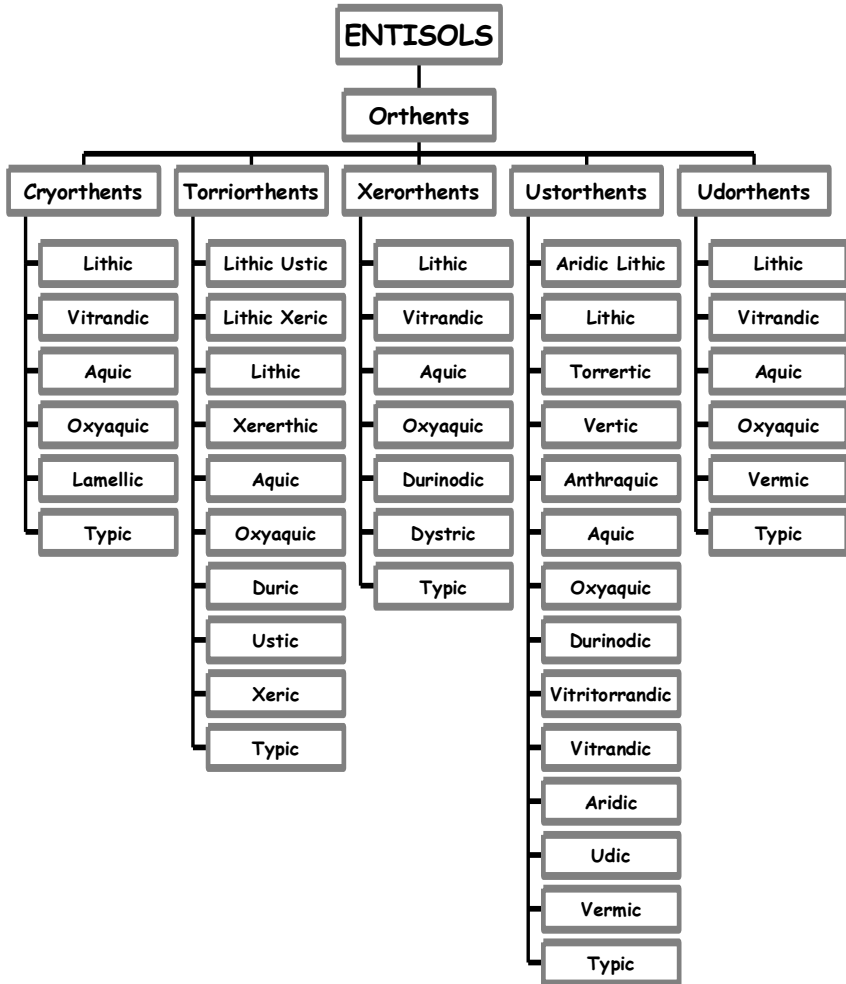 ENTISOLS
Orthents
Cryorthents
Torriorthents
Xerorthents
Ustorthents
Udorthents
Lithic
Vitrandic
Aquic
Oxyaquic
Lamellic
Typic
Lithic Ustic
Lithic Xeric
Lithic
Xererthic
Aquic
Oxyaquic
Duric
Ustic
Xeric
Typic
Lithic
Vitrandic
Aquic
Oxyaquic
Durinodic
Dystric
Typic
Aridic Lithic
Lithic
Torrertic
Vertic
Anthraquic
Aquic
Oxyaquic
Durinodic
Vitritorrandic
Vitrandic
Aridic
Udic
Vermic
Typic
Lithic
Vitrandic
Aquic
Oxyaquic
Vermic
Typic